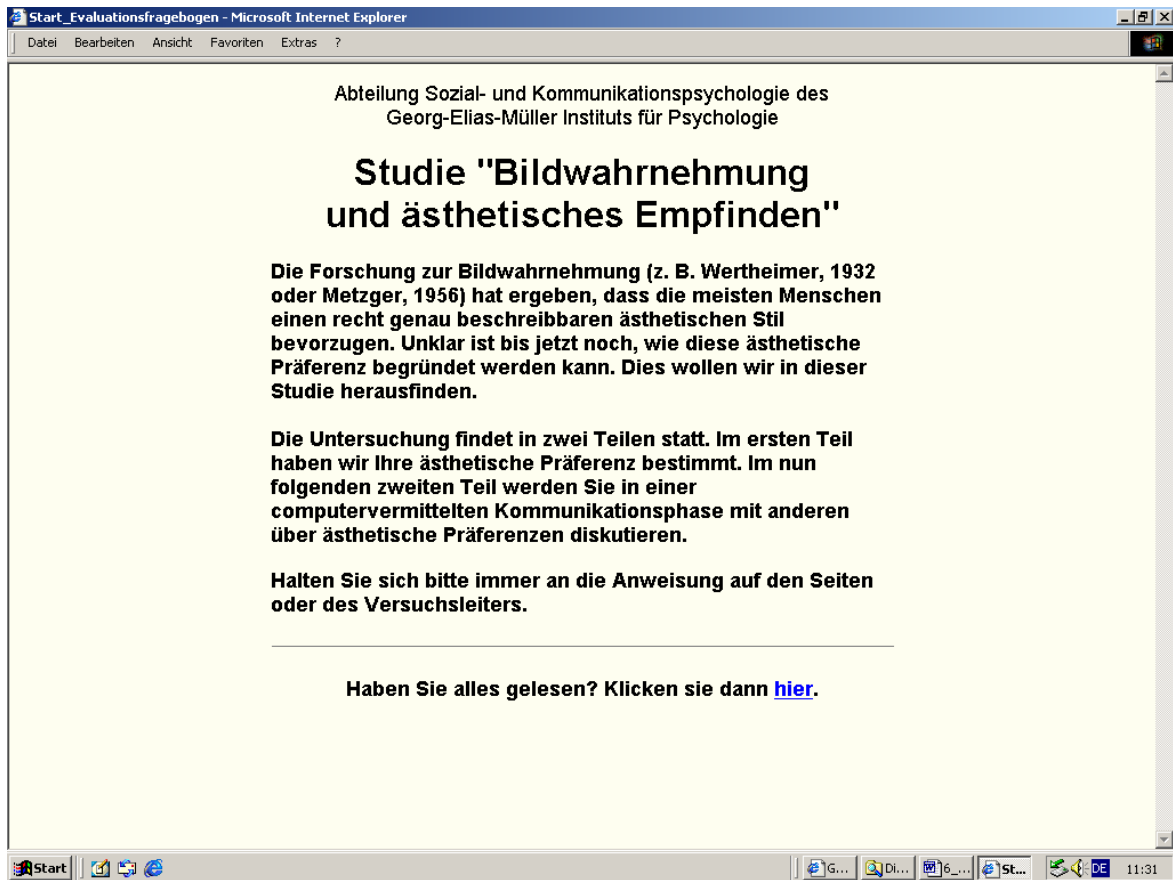 Start_Evaluationsfragebogen - Microsoft Internet Explorer
Datei Bearbeiten Ansicht Favoriten Extras ?
Abteilung Sozial- und Kommunikationspsychologie des
Georg-Elias-Müller Instituts für Psychologie
Studie "Bildwahrnehmung
und ästhetisches Empfinden"
Die Forschung zur Bildwahrnehmung (z. B. Wertheimer, 1932
oder Metzger, 1956) hat ergeben, dass die meisten Menschen
einen recht genau beschreibbaren ästhetischen Stil
bevorzugen. Unklar ist bis jetzt noch, wie diese ästhetische
Präferenz begründet werden kann. Dies wollen wir in dieser
Studie herausfinden.
Die Untersuchung findet in zwei Teilen statt. Im ersten Teil
haben wir Ihre ästhetische Präferenz bestimmt. Im nun
folgenden zweiten Teil werden Sie in einer
computervermittelten Kommunikationsphase mit anderen
über ästhetische Präferenzen diskutieren.
Halten Sie sich bitte immer an die Anweisung auf den Seiten
oder des Versuchsleiters.
Haben Sie alles gelesen? Klicken sie dann hier.
Start G... Di... 6_... St... DE 11:31